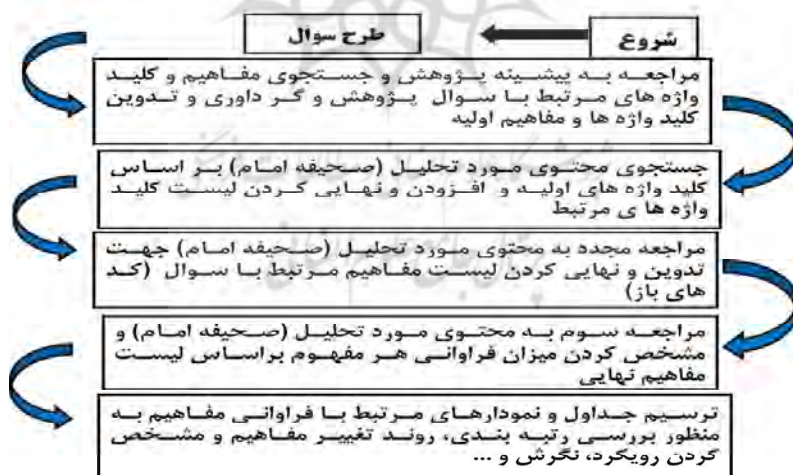 شروع
طرح سوال
مراجعه به پیشینه پژوهش و جستجوی مفاهیم و کلید
واژه های مرتبط با سوال پژوهش و گر داوری و تدوین
کلید واژه ها و مفاهیم اولیه
جستجوی محتوی مورد تحلیل (صحیفه امام) بر اساس
کلید واژه های اولیه و افزودن و نهایی کردن لیست کلید
واژه ها ی مرتبط
مراجعه مجدد به محتوی مورد تحلیل (صحیفه امام) جهت
تدوین و نهایی کردن لیست مفاهیم مرتبط با سوال (کد
های باز)
مراجعه سوم به محتوی مورد تحلیل (صحیفه امام) و
مشخص کردن میزان فراوانی هر مفهوم براساس لیست
مفاهیم نهایی
ترسیم جداول و نمودارهای مرتبط با فراوانی مفاهیم به
منظور بررسی رتبه بندی، روند تغییر مفاهیم و مشخص
کردن رویکرد، نگرش و ...